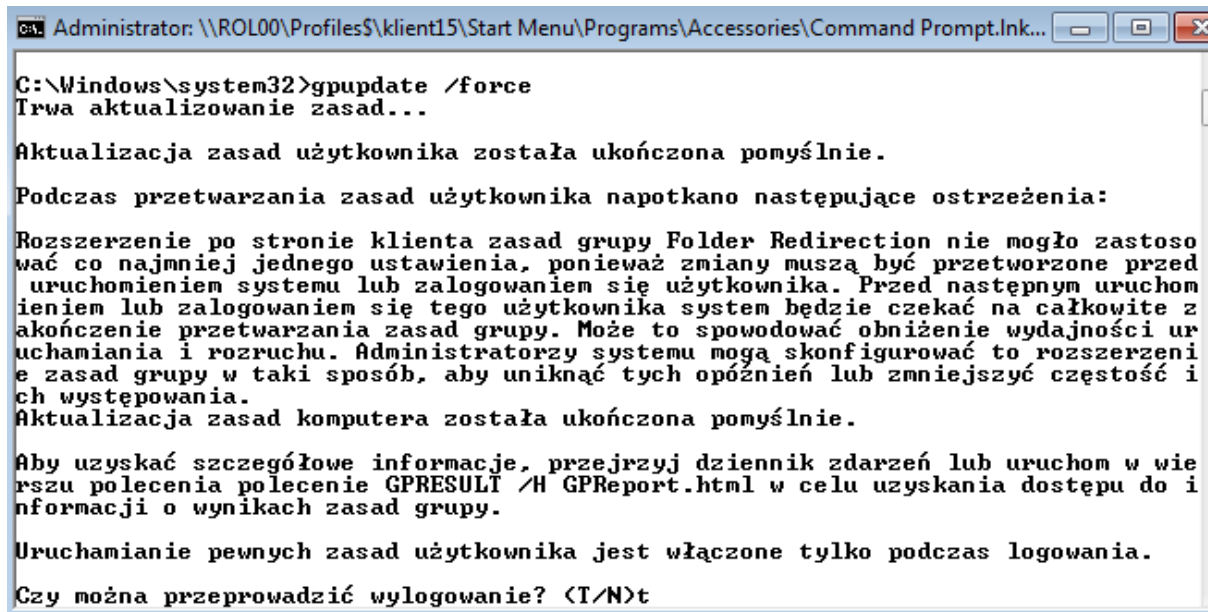 Administrator: \\ROL00\Profiles$\klient15\Start Menu\Programs\Accessories\Command Prompt.lnk...
C:\Windows\system32>gpupdate /force
Trwa aktualizowanie zasad...
Aktualizacja zasad użytkownika została ukończona pomyślnie.
Podczas przetwarzania zasad użytkownika napotkano następujące ostrzeżenia:
Rozszerzenie po stronie klienta zasad grupy Folder Redirection nie mogło zastoso
wać co najmniej jednego ustawienia, ponieważ zmiany muszą być przetworzone przed
uruchomieniem systemu lub zalogowaniem się użytkownika. Przed następnym uruchom
ieniem lub zalogowaniem się tego użytkownika system będzie czekać na całkowite z
akończenie przetwarzania zasad grupy. Może to spowodować obniżenie wydajności ur
uchamiania i rozruchu. Administratorzy systemu mogą skonfigurować to rozszerzeni
e zasad grupy w taki sposób, aby uniknąć tych opóźnień lub zmniejszyć częstość i
ch występowania.
Aktualizacja zasad komputera została ukończona pomyślnie.
Aby uzyskać szczegółowe informacje, przejrzyj dziennik zdarzeń lub uruchom w wie
rszu polecenia polecenie GPRESULT /H GPReport.html w celu uzyskania dostępu do i
nformacji o wynikach zasad grupy.
Uruchamianie pewnych zasad użytkownika jest włączone tylko podczas logowania.
Czy można przeprowadzić wylogowanie? (T/N)t